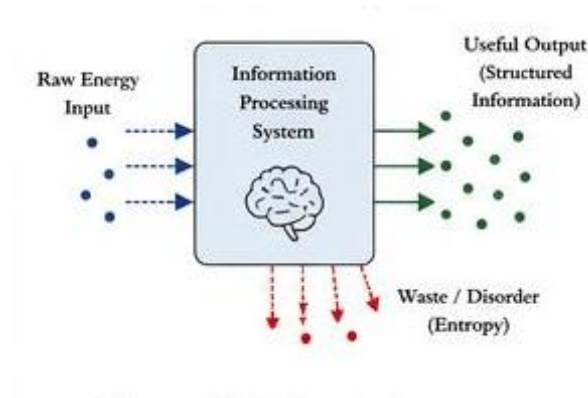 Raw Energy
Input
Information
Processing
System
Useful Output
(Structured
Information)
Waste / Disorder
(Entropy)